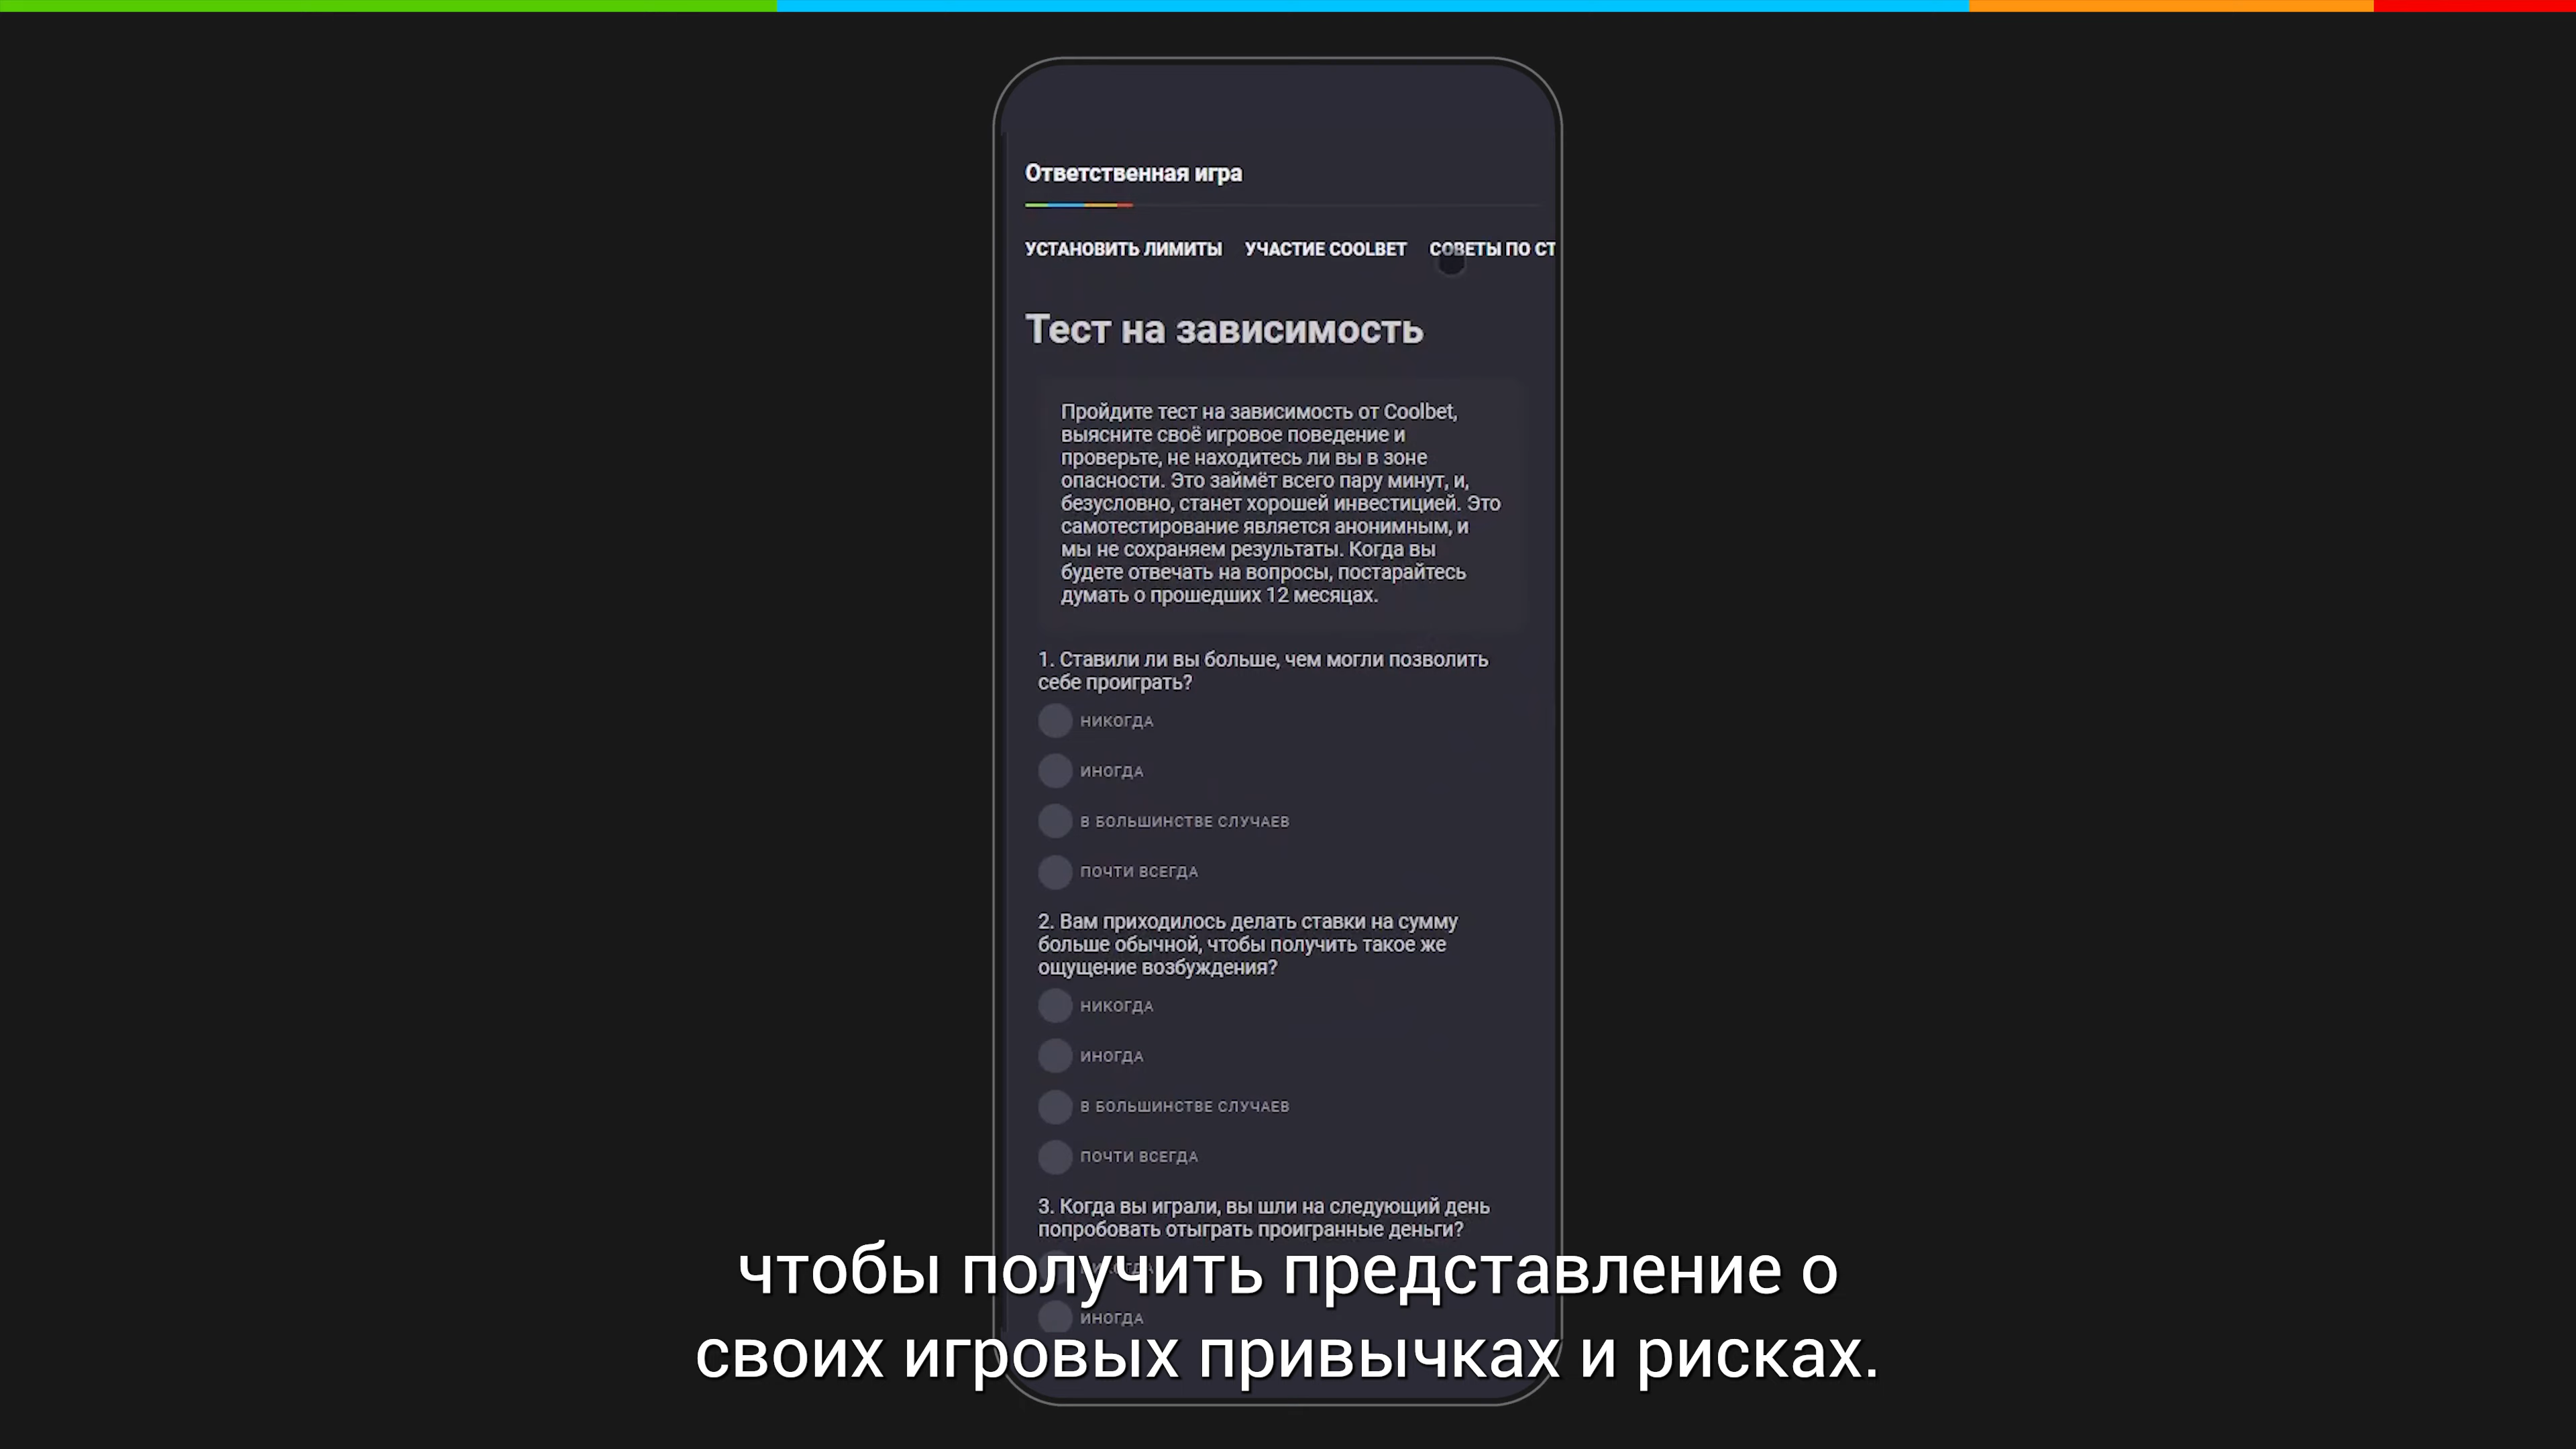 Ответственная игра
УСТАНОВИТЬ ЛИМИТЫ УЧАСТИЕ COOLBET СОВЕТЫ ПО СТ
Тест на зависимость
Пройдите тест на зависимость от Coolbet,
выясните своё игровое поведение и
проверьте, не находитесь ли вы в зоне
опасности. Это займёт всего пару минут, и,
безусловно, станет хорошей инвестицией. Это
самотестирование является анонимным, и
мы не сохраняем результаты. Когда вы
будете отвечать на вопросы, постарайтесь
думать о прошедших 12 месяцах.
1. Ставили ли вы больше, чем могли позволить
себе проиграть?
НИКОГДА
ИНОГДА
В БОЛЬШИНСТВЕ СЛУЧАЕВ
ПОЧТИ ВСЕГДА
2. Вам приходилось делать ставки на сумму
больше обычной, чтобы получить такое же
ощущение возбуждения?
НИКОГДА
ИНОГДА
В БОЛЬШИНСТВЕ СЛУЧАЕВ
ПОЧТИ ВСЕГДА
3. Когда вы играли, вы шли на следующий день
попробовать отыграть проигранные деньги?
НИКОГДА
ИНОГДА
чтобы получить представление о
своих игровых привычках и рисках.